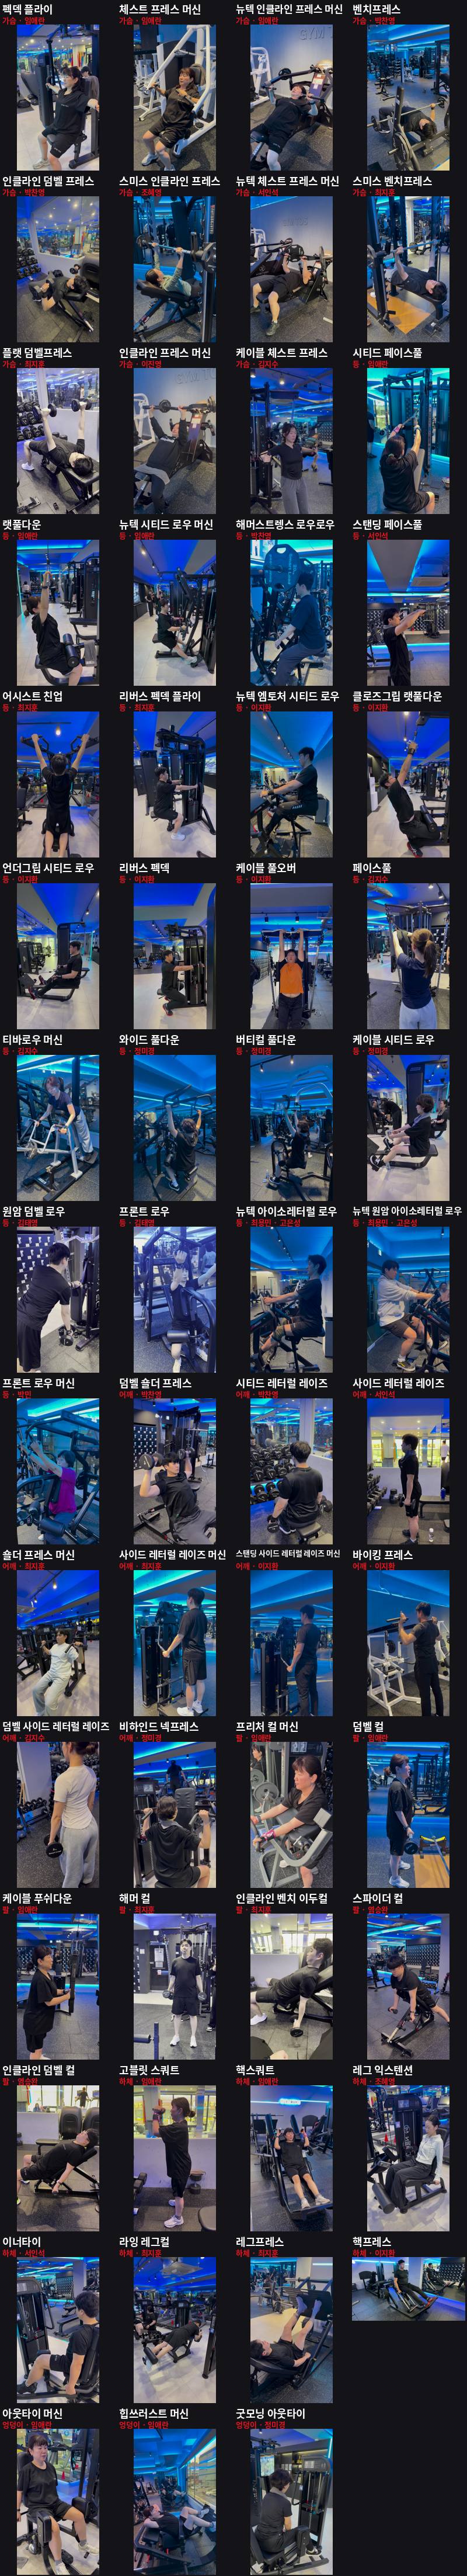 펙덱 플라이
가슴 · 임애란
체스트 프레스 머신
가슴 · 임애란
뉴텍 인클라인 프레스 머신
가슴 · 임애란
벤치프레스
가슴 · 박찬영
인클라인 덤벨 프레스
가슴 · 박찬영
스미스 인클라인 프레스
가슴 · 조혜영
뉴텍 체스트 프레스 머신
가슴 · 서인석
스미스 벤치프레스
가슴 · 최지훈
플랫 덤벨프레스
가슴 · 최지훈
인클라인 프레스 머신
가슴 · 이진형
케이블 체스트 프레스
가슴 · 김지수
시티드 페이스풀
등 · 임애란
랫풀다운
등 · 임애란
뉴텍 시티드 로우 머신
등 · 임애란
해머스트렝스 로우로우
등 · 박찬영
스탠딩 페이스풀
등 · 서인석
어시스트 친업
등 · 최지훈
리버스 펙덱 플라이
등 · 최지훈
뉴텍 엠토처 시티드 로우
등 · 이지환
클로즈그립 랫풀다운
등 · 이지환
언더그립 시티드 로우
등 · 이지환
리버스 펙덱
등 · 이지환
케이블 풀오버
등 · 이지환
페이스풀
등 · 김지수
티바로우 머신
등 · 김지수
와이드 풀다운
등 · 정미경
버티컬 풀다운
등 · 정미경
케이블 시티드 로우
등 · 정미경
원암 덤벨 로우
등 · 김태영
프론트 로우
등 · 김태영
뉴텍 아이소레터럴 로우
등 · 최용민 · 고은성
뉴텍 원암 아이소레터럴 로우
등 · 최용민 · 고은성
프론트 로우 머신
등 · 박인
덤벨 숄더 프레스
어깨 · 박찬영
시티드 레터럴 레이즈
어깨 · 박찬영
사이드 레터럴 레이즈
어깨 · 서인석
숄더 프레스 머신
어깨 · 최지훈
사이드 레터럴 레이즈 머신
어깨 · 최지훈
스탠딩 사이드 레터럴 레이즈 머신
어깨 · 이지환
바이킹 프레스
어깨 · 이지환
덤벨 사이드 레터럴 레이즈
어깨 · 김지수
비하인드 넥프레스
어깨 · 정미경
프리처 컬 머신
팔 · 임애란
덤벨 컬
팔 · 임애란
케이블 푸쉬다운
팔 · 임애란
해머 컬
팔 · 최지훈
인클라인 벤치 이두컬
팔 · 최지훈
스파이더 컬
팔 · 염승완
인클라인 덤벨 컬
팔 · 염승완
고블릿 스쿼트
하체 · 임애란
핵스쿼트
하체 · 임애란
레그 익스텐션
하체 · 조혜영
이너타이
하체 · 서인석
라잉 레그컬
하체 · 최지훈
레그프레스
하체 · 최지훈
핵프레스
하체 · 이지환
아웃타이 머신
엉덩이 · 임애란
힙쓰러스트 머신
엉덩이 · 임애란
굿모닝 아웃타이
엉덩이 · 정미경